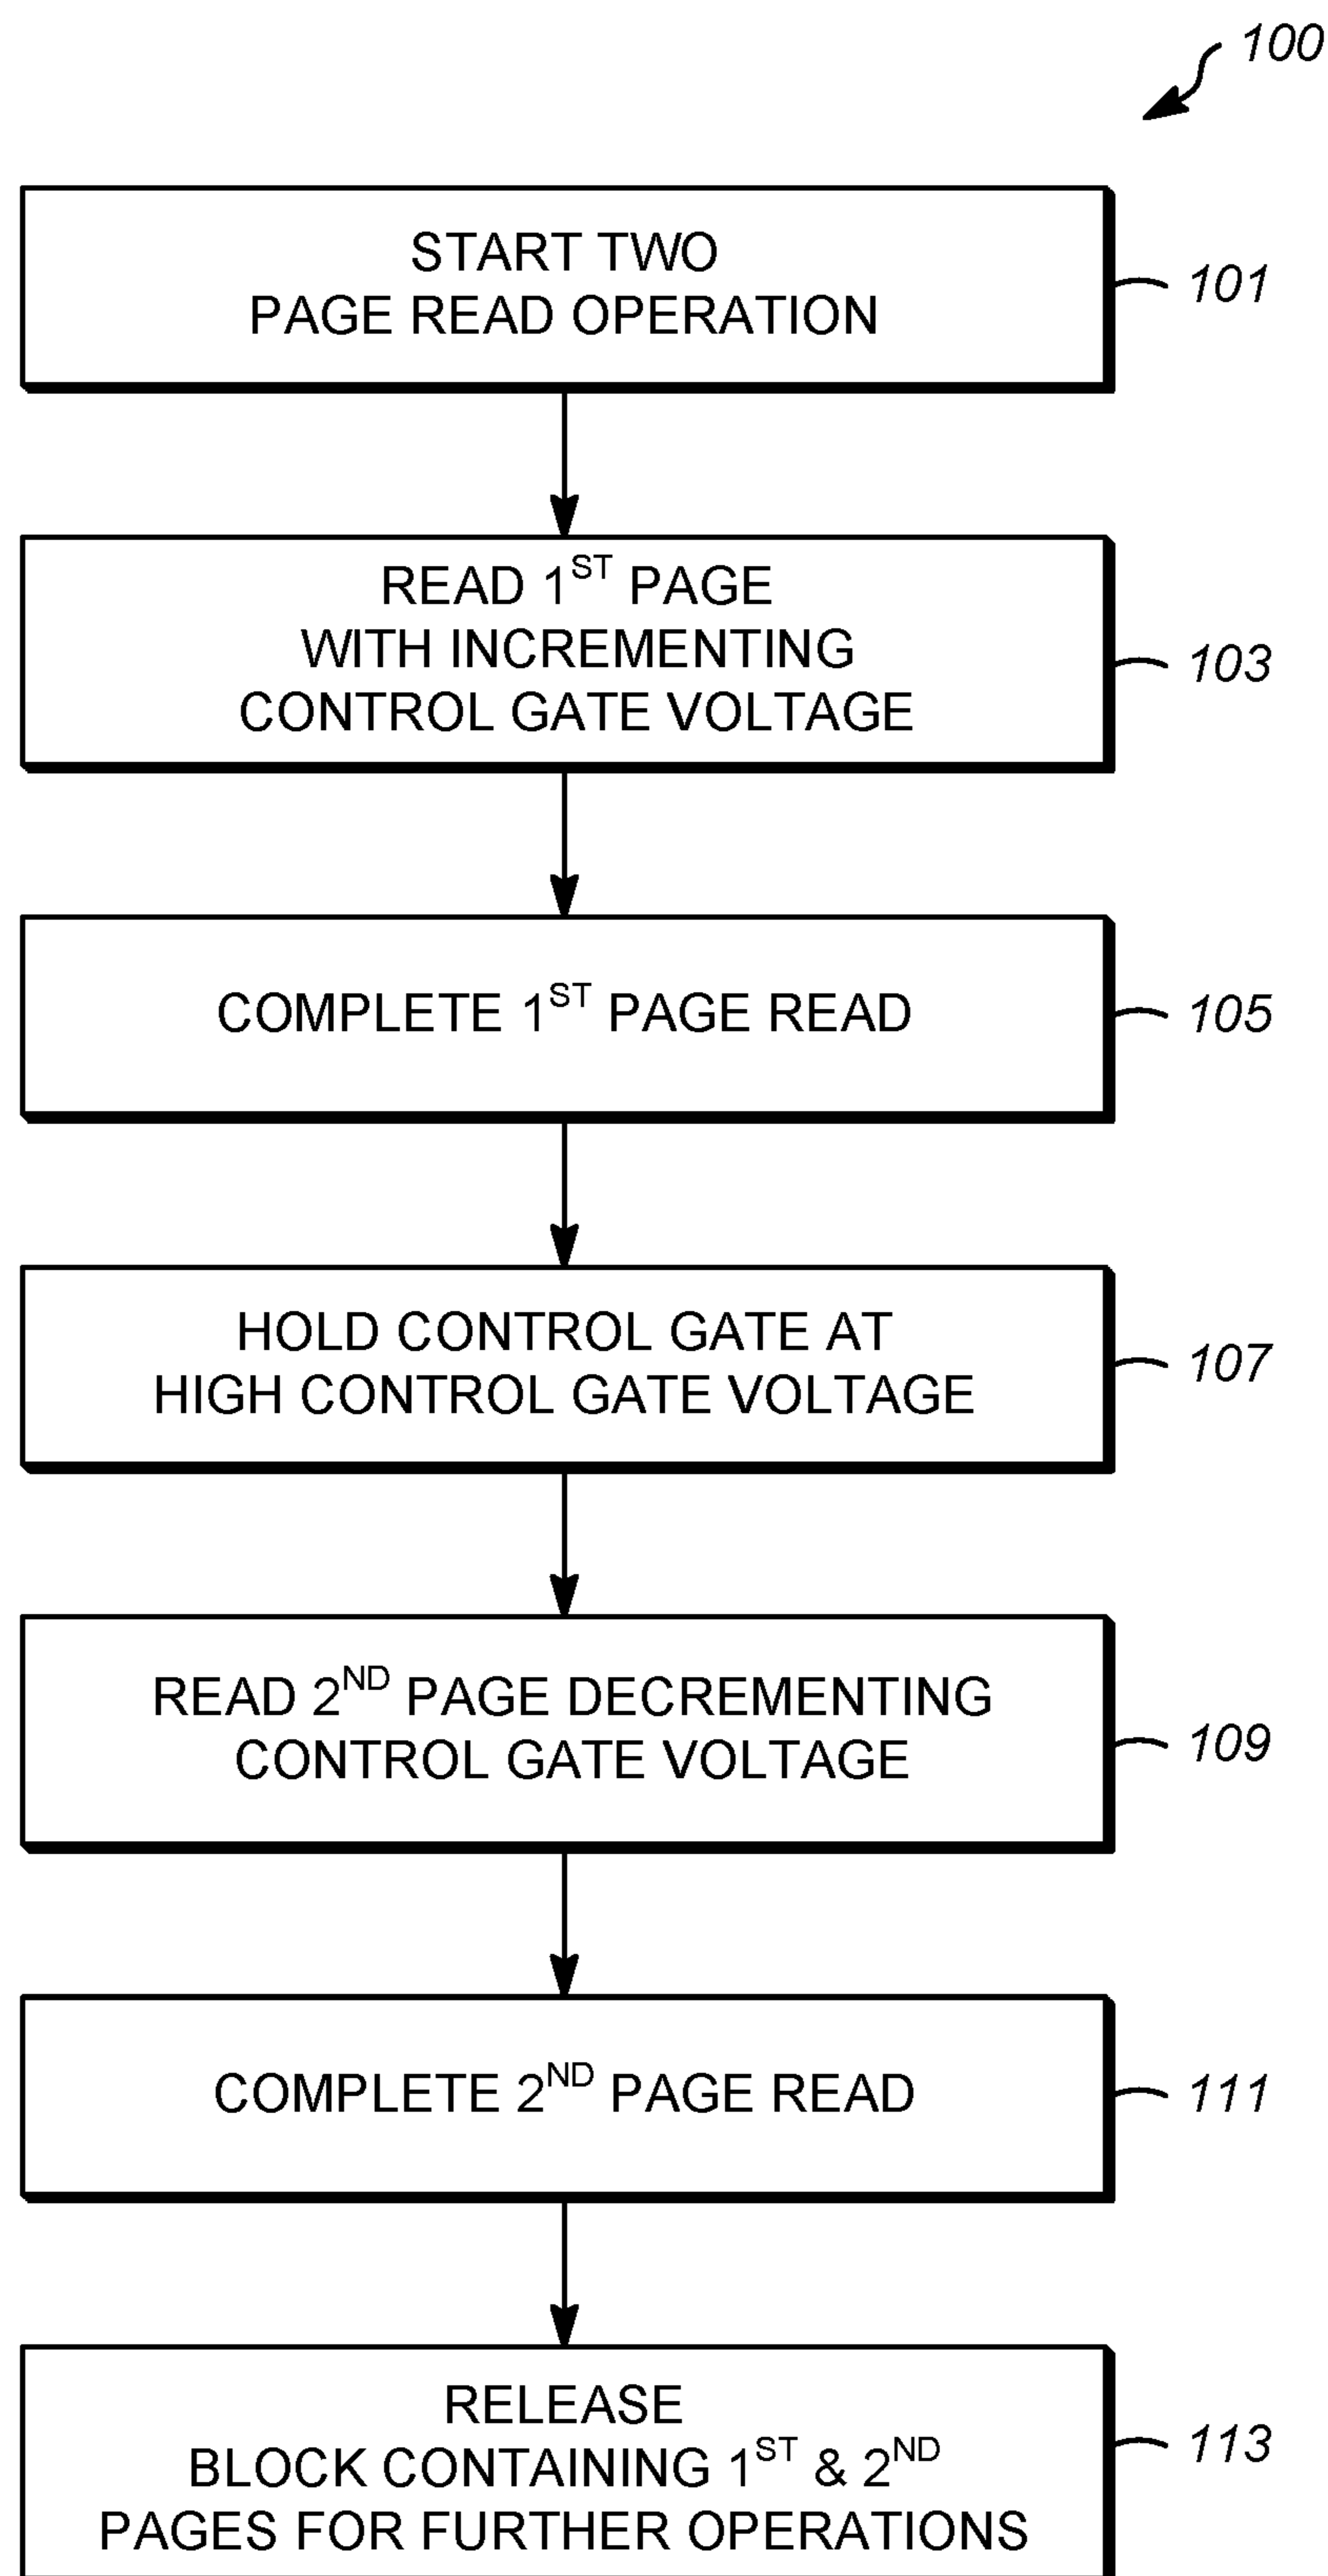 100
START TWO
PAGE READ OPERATION
101
READ 1ST PAGE
WITH INCREMENTING
CONTROL GATE VOLTAGE
103
COMPLETE 1ST PAGE READ
105
HOLD CONTROL GATE AT
HIGH CONTROL GATE VOLTAGE
107
READ 2ND PAGE DECREMENTING
CONTROL GATE VOLTAGE
109
COMPLETE 2ND PAGE READ
111
RELEASE
BLOCK CONTAINING 1ST & 2ND
PAGES FOR FURTHER OPERATIONS
113